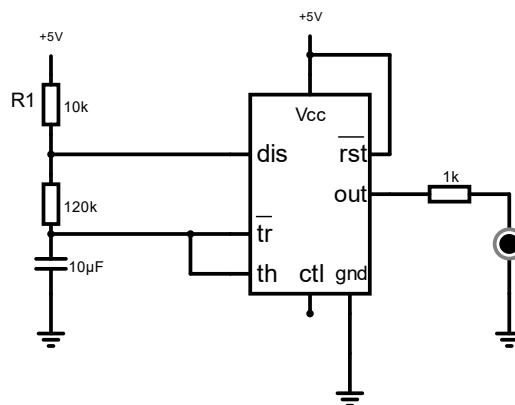 +5V
+5V
R1 10k
Vcc
dis
rst
1k
out
120k
tr
10µF
th
ctl
gnd